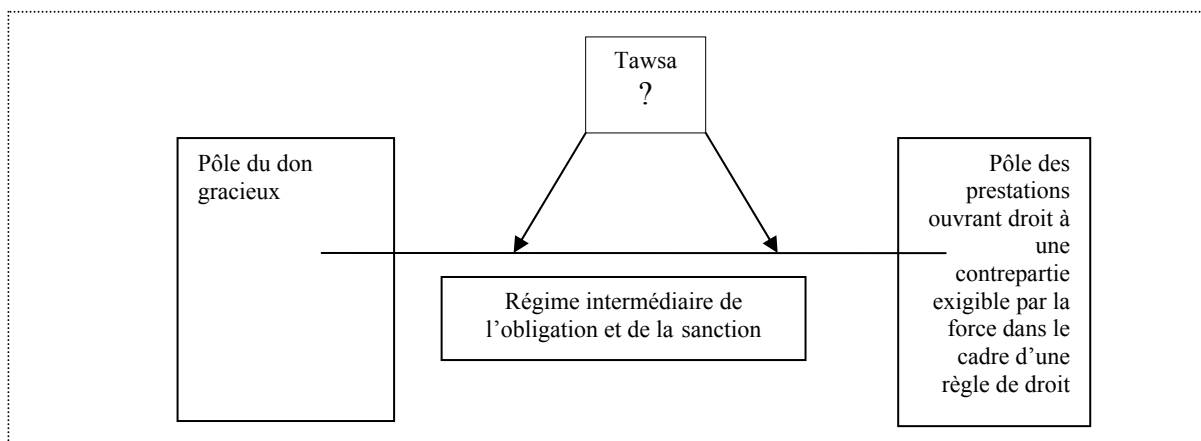 Tawsa
?
Pôle du don
gracieux
Pôle des
prestations
ouvrant droit à
une
contrepartie
exigible par la
force dans le
cadre d’une
règle de droit
Régime intermédiaire de
l’obligation et de la sanction